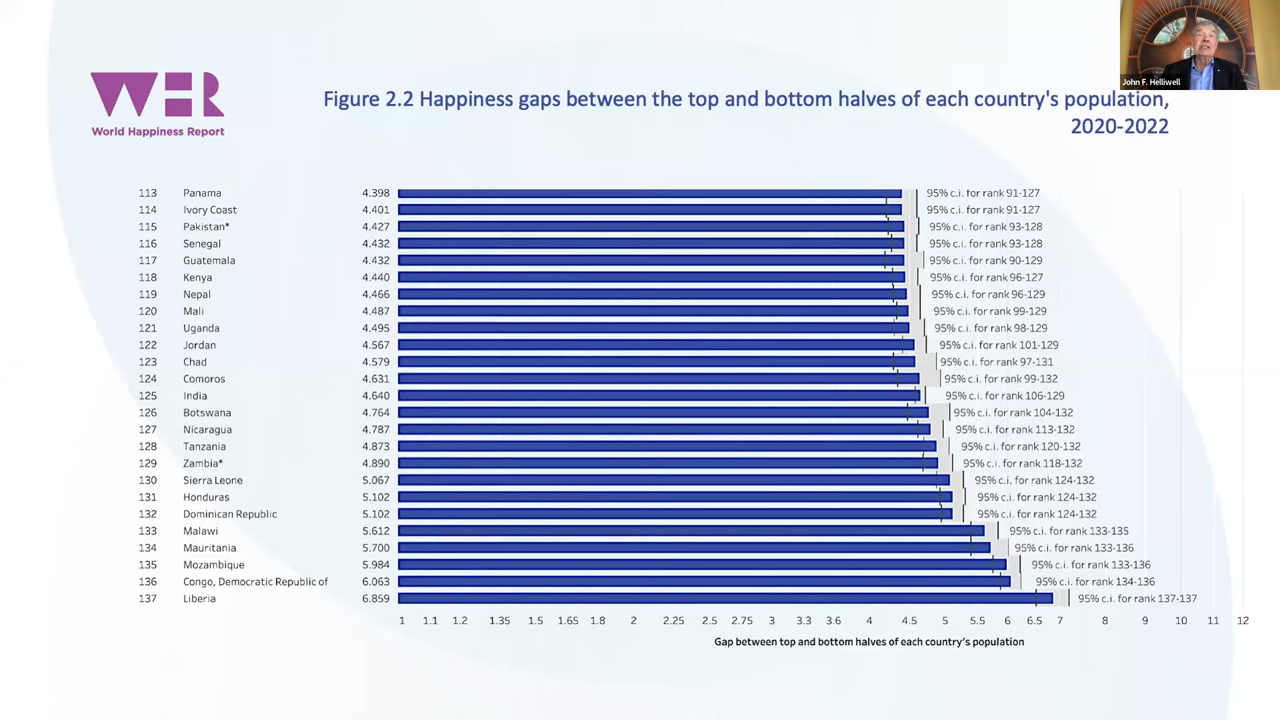 John F. Helliwell
WHR
World Happiness Report
Figure 2.2 Happiness gaps between the top and bottom halves of each country's population,
2020-2022
113 Panama 4.398 95% c.i. for rank 91-127
114 Ivory Coast 4.401 95% c.i. for rank 91-127
115 Pakistan* 4.427 95% c.i. for rank 93-128
116 Senegal 4.432 95% c.i. for rank 93-128
117 Guatemala 4.432 95% c.i. for rank 90-129
118 Kenya 4.440 95% c.i. for rank 96-127
119 Nepal 4.466 95% c.i. for rank 96-129
120 Mali 4.487 95% c.i. for rank 99-129
121 Uganda 4.495 95% c.i. for rank 98-129
122 Jordan 4.567 95% c.i. for rank 101-129
123 Chad 4.579 95% c.i. for rank 97-131
124 Comoros 4.631 95% c.i. for rank 99-132
125 India 4.640 95% c.i. for rank 106-129
126 Botswana 4.764 95% c.i. for rank 104-132
127 Nicaragua 4.787 95% c.i. for rank 113-132
128 Tanzania 4.873 95% c.i. for rank 120-132
129 Zambia* 4.890 95% c.i. for rank 118-132
130 Sierra Leone 5.067 95% c.i. for rank 124-132
131 Honduras 5.102 95% c.i. for rank 124-132
132 Dominican Republic 5.102 95% c.i. for rank 124-132
133 Malawi 5.612 95% c.i. for rank 133-135
134 Mauritania 5.700 95% c.i. for rank 133-136
135 Mozambique 5.984 95% c.i. for rank 133-136
136 Congo, Democratic Republic of 6.063 95% c.i. for rank 134-136
137 Liberia 6.859 95% c.i. for rank 137-137
1 1.1 1.2 1.35 1.5 1.65 1.8 2 2.25 2.5 2.75 3 3.3 3.6 4 4.5 5 5.5 6 6.5 7 8 9 10 11 12
Gap between top and bottom halves of each country's population